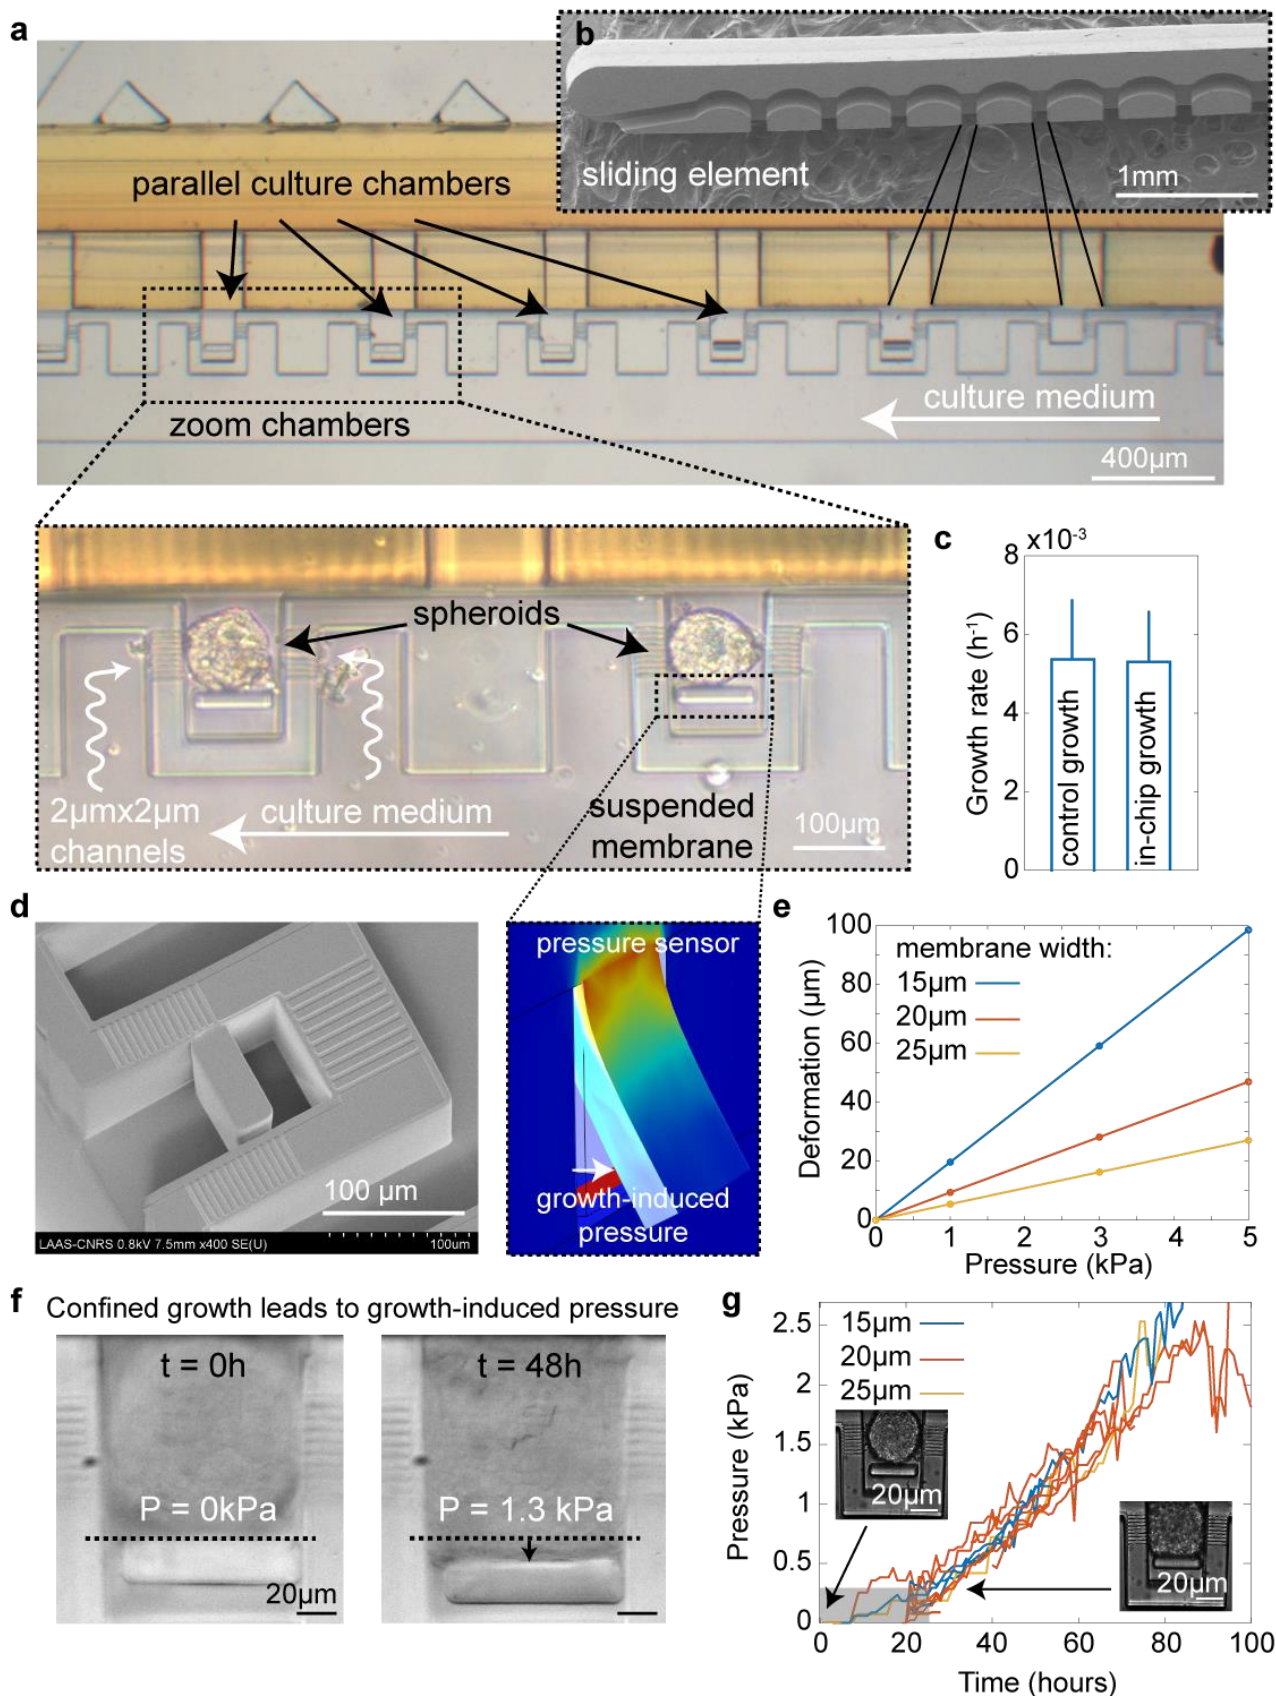 a
b
parallel culture chambers
sliding element
1mm
culture medium
zoom chambers
400µm
spheroids
2µmx2µm
channels
culture medium
suspended
membrane
100µm
c
x10⁻³
8
6
4
2
0
Growth rate (h⁻¹)
control growth
in-chip growth
d
100 µm
LAAS-CNRS 0.8kV 7.5mm x400 SE(U)
100um
pressure sensor
growth-induced
pressure
e
membrane width:
15µm
20µm
25µm
100
80
60
40
20
0
Deformation (µm)
0 1 2 3 4 5
Pressure (kPa)
f
Confined growth leads to growth-induced pressure
t = 0h
P = 0kPa
20µm
t = 48h
P = 1.3 kPa
g
15µm
20µm
25µm
2.5
2
1.5
1
0.5
0
Pressure (kPa)
20µm
20µm
0 20 40 60 80 100
Time (hours)